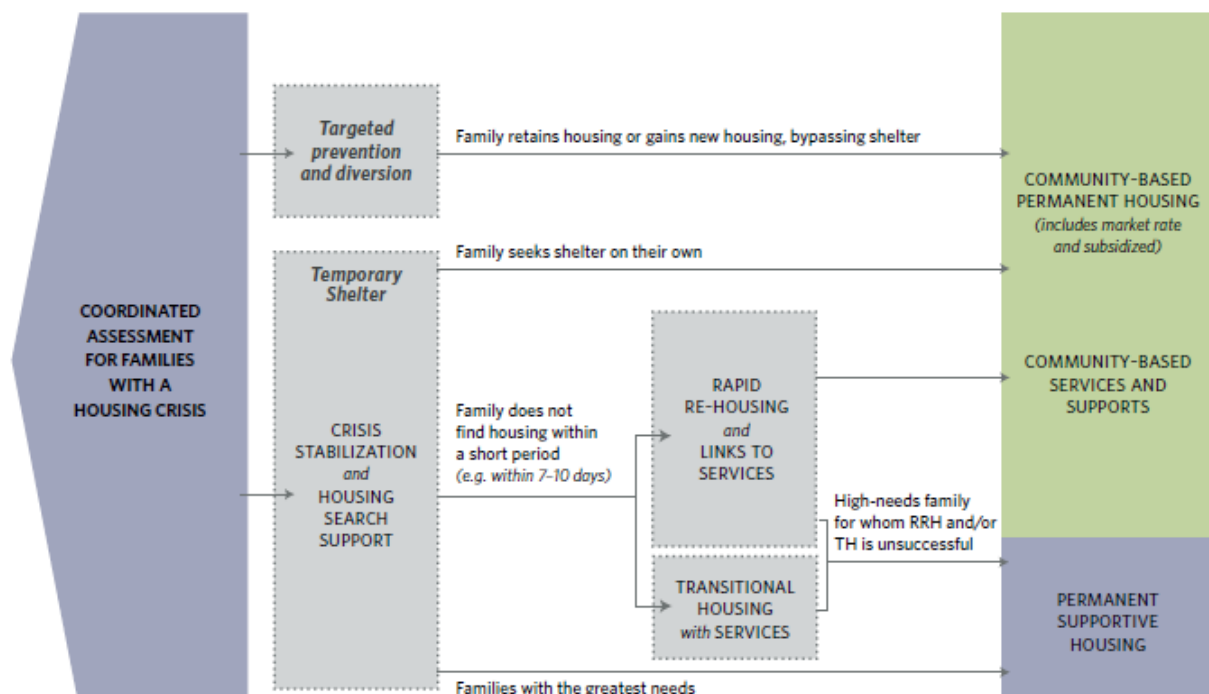 COORDINATED
ASSESSMENT
FOR FAMILIES
WITH A
HOUSING CRISIS
Targeted
prevention
and diversion
Family retains housing or gains new housing, bypassing shelter
Temporary
Shelter
Family seeks shelter on their own
CRISIS
STABILIZATION
and
HOUSING
SEARCH
SUPPORT
Family does not
find housing within
a short period
(e.g. within 7–10 days)
RAPID
RE-HOUSING
and
LINKS TO
SERVICES
TRANSITIONAL
HOUSING
with SERVICES
High-needs family
for whom RRH and/or
TH is unsuccessful
Families with the greatest needs
COMMUNITY-BASED
PERMANENT HOUSING
(includes market rate
and subsidized)
COMMUNITY-BASED
SERVICES AND
SUPPORTS
PERMANENT
SUPPORTIVE
HOUSING